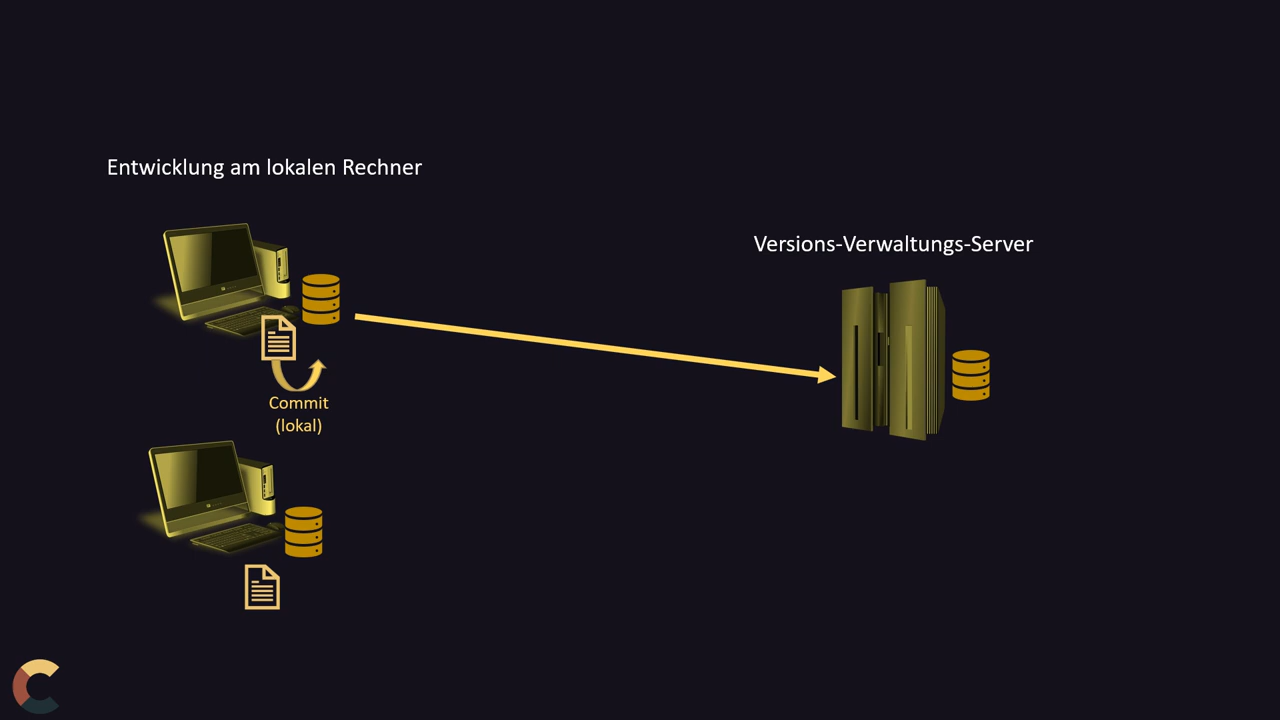 Entwicklung am lokalen Rechner
Versions-Verwaltungs-Server
Commit
(lokal)